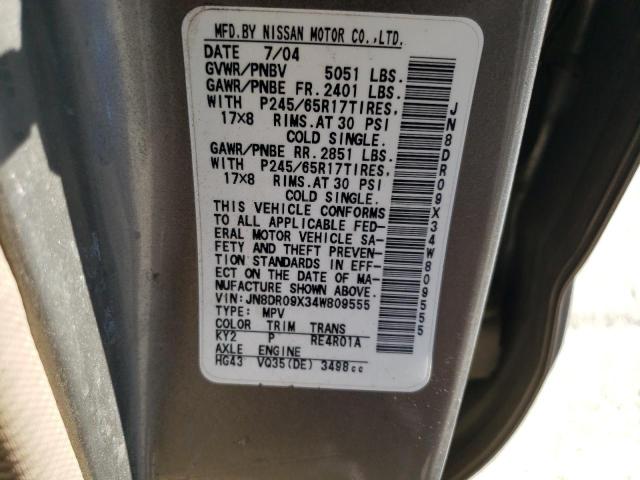 MFD.BY NISSAN MOTOR CO.,LTD.
DATE 7/04
GVWR/PNBV 5051 LBS.
GAWR/PNBE FR. 2401 LBS.
WITH P245/65R17TIRES,
17X8 RIMS.AT 30 PSI
COLD SINGLE.
GAWR/PNBE RR. 2851 LBS.
WITH P245/65R17TIRES,
17X8 RIMS.AT 30 PSI
COLD SINGLE.
THIS VEHICLE CONFORMS
TO ALL APPLICABLE FED-
ERAL MOTOR VEHICLE SA-
FETY AND THEFT PREVEN-
TION STANDARDS IN EFF-
ECT ON THE DATE OF MA-
NUFACTURE SHOWN ABOVE.
VIN: JN8DR09X34W809555
TYPE: MPV
COLOR TRIM TRANS
KY2 P RE4R01A
AXLE ENGINE
HG43 VQ35(DE) 3498cc
JN8DR09X34W809555